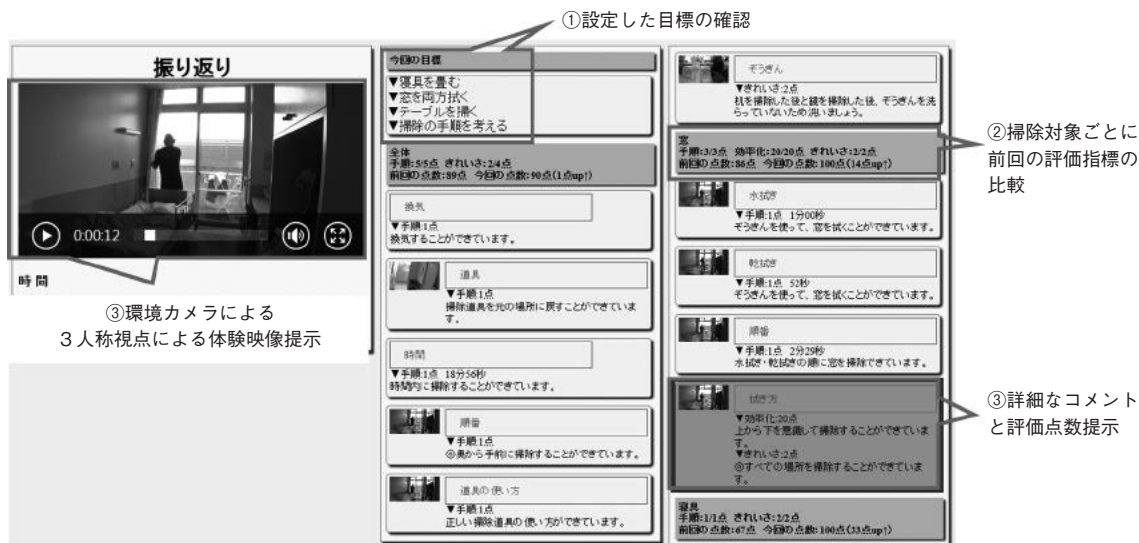 ①設定した目標の確認
振り返り
0:00:12
時間
③環境カメラによる
3人称視点による体験映像提示
今回の目標
▼寝具を畳む
▼窓を両方拭く
▼テーブルを掃く
▼掃除の手順を考える
全体
手順:5/5点 きれいさ:2/4点
前回の点数:89点 今回の点数:90点(1点up↑)
換気
▼手順:1点
換気することができています。
道具
▼手順:1点
掃除道具を元の場所に戻すことができていま
す。
時間
▼手順:1点 18分56秒
時間内に掃除することができています。
順番
▼手順:1点
◎奥から手前に掃除することができています。
道具の使い方
▼手順:1点
正しい掃除道具の使い方ができています。
ぞうきん
▼きれいさ:2点
机を掃除した後と鏡を掃除した後、ぞうきんを洗
らっていないため洗いましょう。
窓
手順:3/3点 効率化:20/20点 きれいさ:2/2点
前回の点数:86点 今回の点数:100点(14点up↑)
水拭き
▼手順:1点 1分00秒
ぞうきんを使って、窓を拭くことができています。
乾拭き
▼手順:1点 52秒
ぞうきんを使って、窓を拭くことができています。
順番
▼手順:1点 2分29秒
水拭き・乾拭きの順に窓を掃除できています。
拭き方
▼効率化:20点
上から下を意識して掃除することができていま
す。
▼きれいさ:2点
◎すべての場所を掃除することができていま
す。
寝具
手順:1/1点 きれいさ:2/2点
前回の点数:67点 今回の点数:100点(33点up↑)
②掃除対象ごとに
前回の評価指標の
比較
③詳細なコメント
と評価点数提示